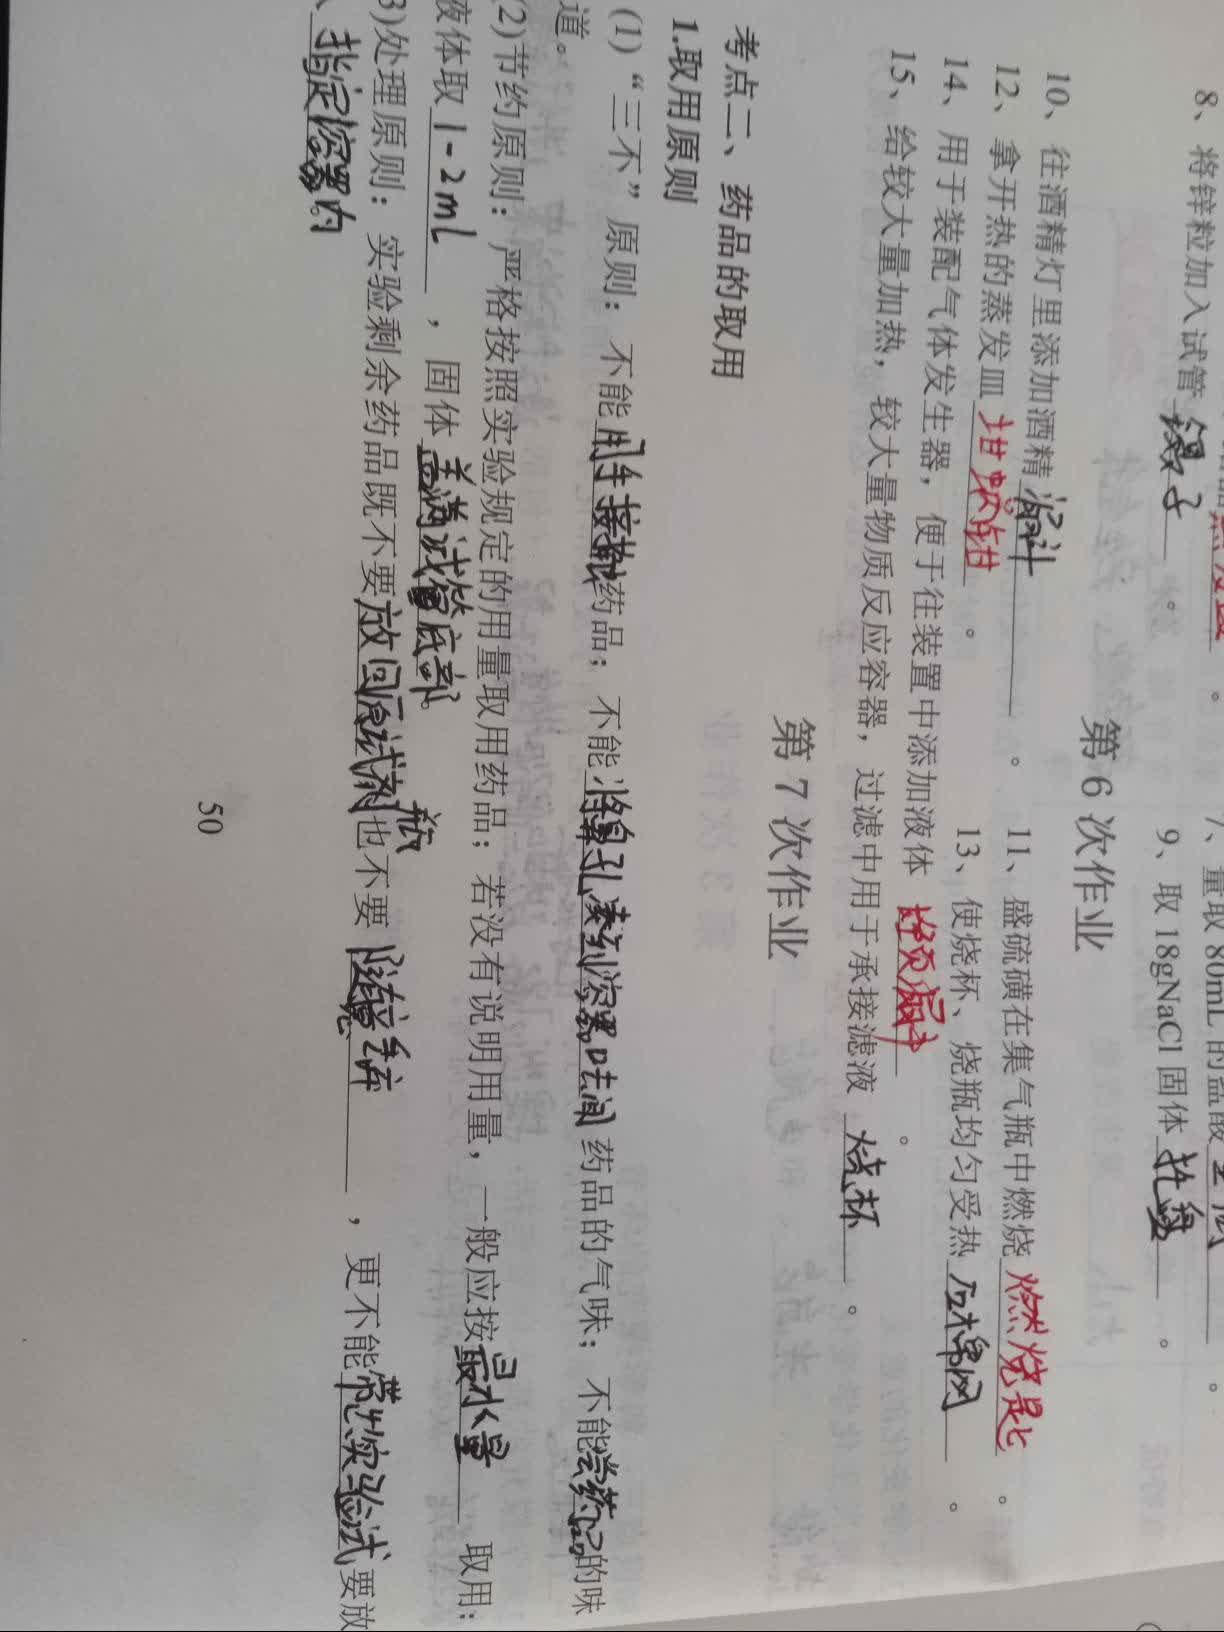 7、量取 80mL 的盐酸
8、将锌粒加入试管 镊子 。
9、取 18gNaCl 固体 托盘 。
第 6 次作业
10、往酒精灯里添加酒精 漏斗 。
11、盛硫磺在集气瓶中燃烧 燃烧匙 。
12、拿开热的蒸发皿 坩埚钳 。
13、使烧杯、烧瓶均匀受热 石棉网 。
14、用于装配气体发生器，便于往装置中添加液体 长颈漏斗 。
15、给较大量加热，较大量物质反应容器，过滤中用于承接滤液 烧杯 。
第 7 次作业
考点二、药品的取用
1.取用原则
(1)“三不”原则：不能用手接触药品；不能将鼻孔凑到容器口去闻药品的气味；不能尝药品的味
道。
(2)节约原则：严格按照实验规定的用量取用药品；若没有说明用量，一般应按最少量 取用：
液体取 1-2mL ，固体盖满试管底部。
3)处理原则：实验剩余药品既不要放回原试剂瓶也不要 随意丢弃 ，更不能带出实验试要放
入 指定容器内
50